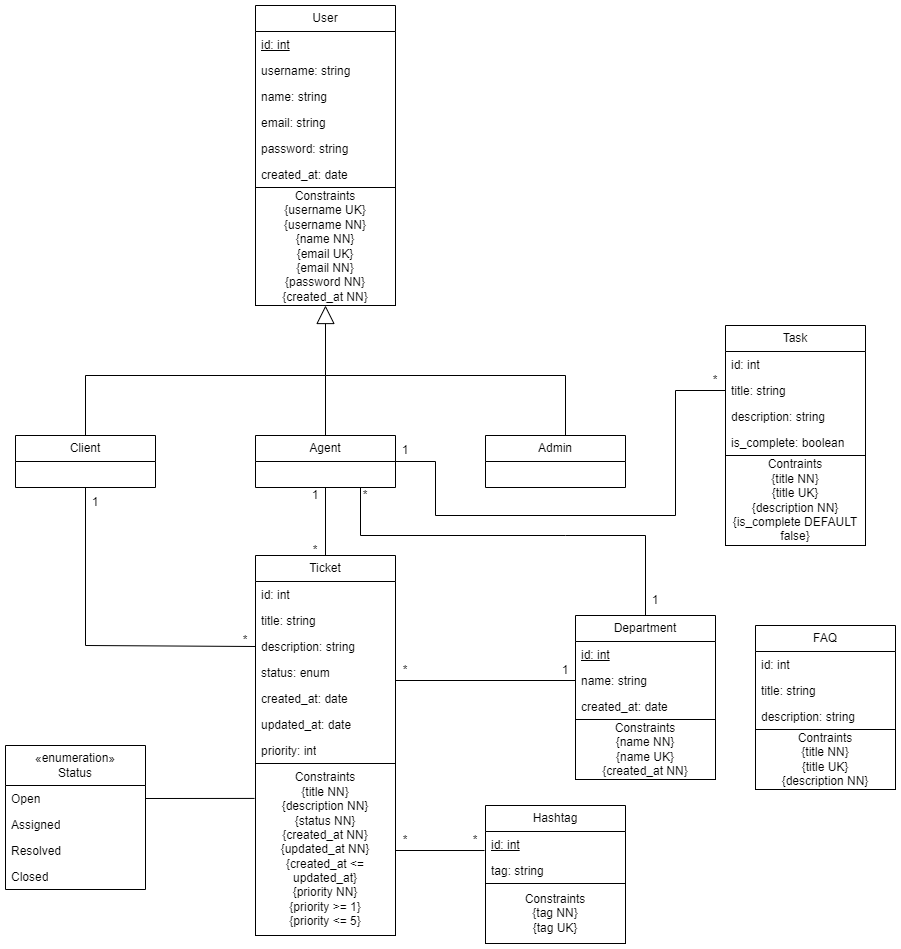 User
id: int
username: string
name: string
email: string
password: string
created_at: date
Constraints
{username UK}
{username NN}
{name NN}
{email UK}
{email NN}
{password NN}
{created_at NN}
Task
id: int
title: string
description: string
is_complete: boolean
Contraints
{title NN}
{title UK}
{description NN}
{is_complete DEFAULT
false}
*
Client
1
Agent
1
1
*
Admin
*
Ticket
id: int
title: string
description: string
status: enum
created_at: date
updated_at: date
priority: int
Constraints
{title NN}
{description NN}
{status NN}
{created_at NN}
{updated_at NN}
{created_at <=
updated_at}
{priority NN}
{priority >= 1}
{priority <= 5}
*
*
1
1
Department
id: int
name: string
created_at: date
Constraints
{name NN}
{name UK}
{created_at NN}
FAQ
id: int
title: string
description: string
Contraints
{title NN}
{title UK}
{description NN}
«enumeration»
Status
Open
Assigned
Resolved
Closed
*
*
Hashtag
id: int
tag: string
Constraints
{tag NN}
{tag UK}